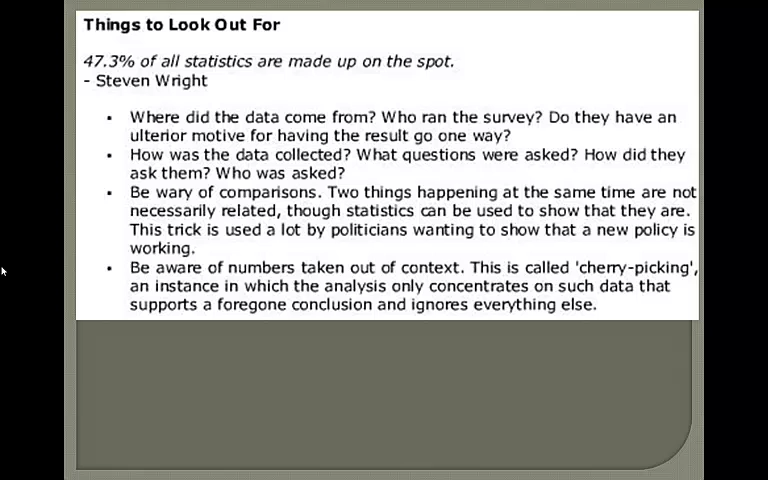 Things to Look Out For
47.3% of all statistics are made up on the spot.
- Steven Wright
• Where did the data come from? Who ran the survey? Do they have an
ulterior motive for having the result go one way?
• How was the data collected? What questions were asked? How did they
ask them? Who was asked?
• Be wary of comparisons. Two things happening at the same time are not
necessarily related, though statistics can be used to show that they are.
This trick is used a lot by politicians wanting to show that a new policy is
working.
• Be aware of numbers taken out of context. This is called 'cherry-picking',
an instance in which the analysis only concentrates on such data that
supports a foregone conclusion and ignores everything else.